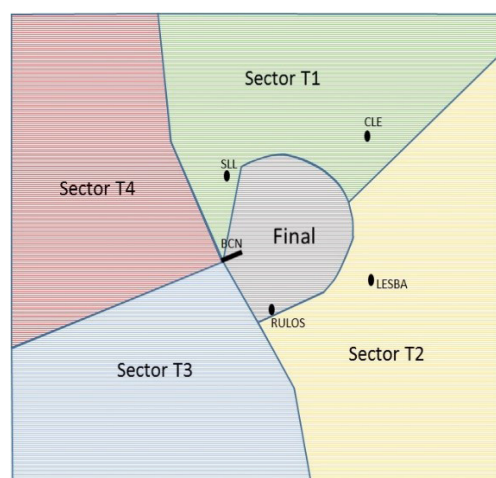 Sector T1
CLE
SLL
Sector T4
Final
BCN
LESBA
RULOS
Sector T2
Sector T3